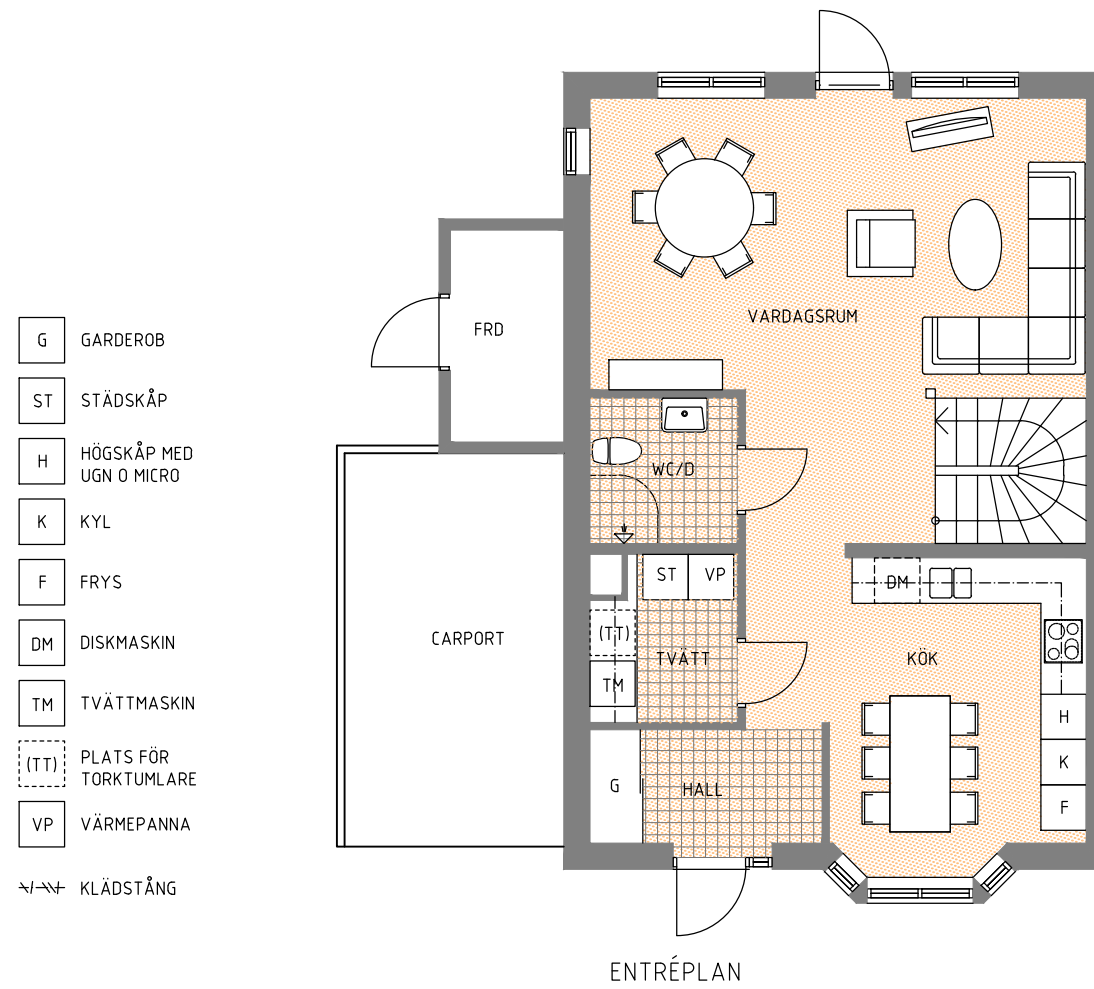 G GARDEROB
ST STÄDSKÅP
H HÖGSKÅP MED
UGN O MICRO
K KYL
F FRYS
DM DISKMASKIN
TM TVÄTTMASKIN
(TT) PLATS FÖR
TORKTUMLARE
VP VÄRMEPANNA
KLÄDSTÅNG
FRD
VARDAGSRUM
WC/D
CARPORT
ST VP
(TT)
TVÄTT
TM
G
HALL
DM
KÖK
H
K
F
ENTRÉPLAN